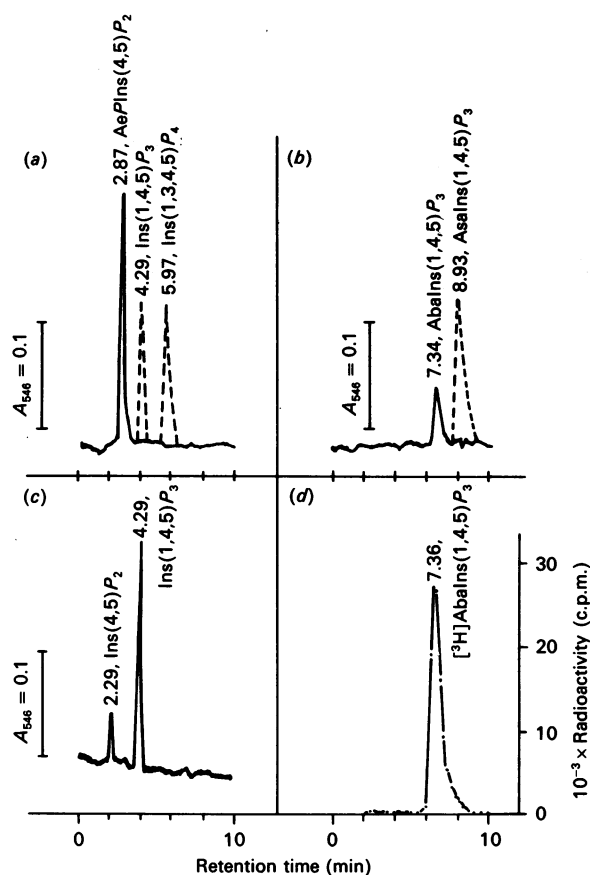 (a)
2.87, AePIns(4,5)P₂
4.29, Ins(1,4,5)P₃
5.97, Ins(1,3,4,5)P₄
A₅₄₆ = 0.1
(b)
7.34, AbaIns(1,4,5)P₃
8.93, AsaIns(1,4,5)P₃
A₅₄₆ = 0.1
(c)
2.29, Ins(4,5)P₂
4.29,
Ins(1,4,5)P₃
A₅₄₆ = 0.1
(d)
7.36,
[³H]AbaIns(1,4,5)P₃
30
20
10
0
10⁻³ × Radioactivity (c.p.m.)
0 10 0 10
Retention time (min)